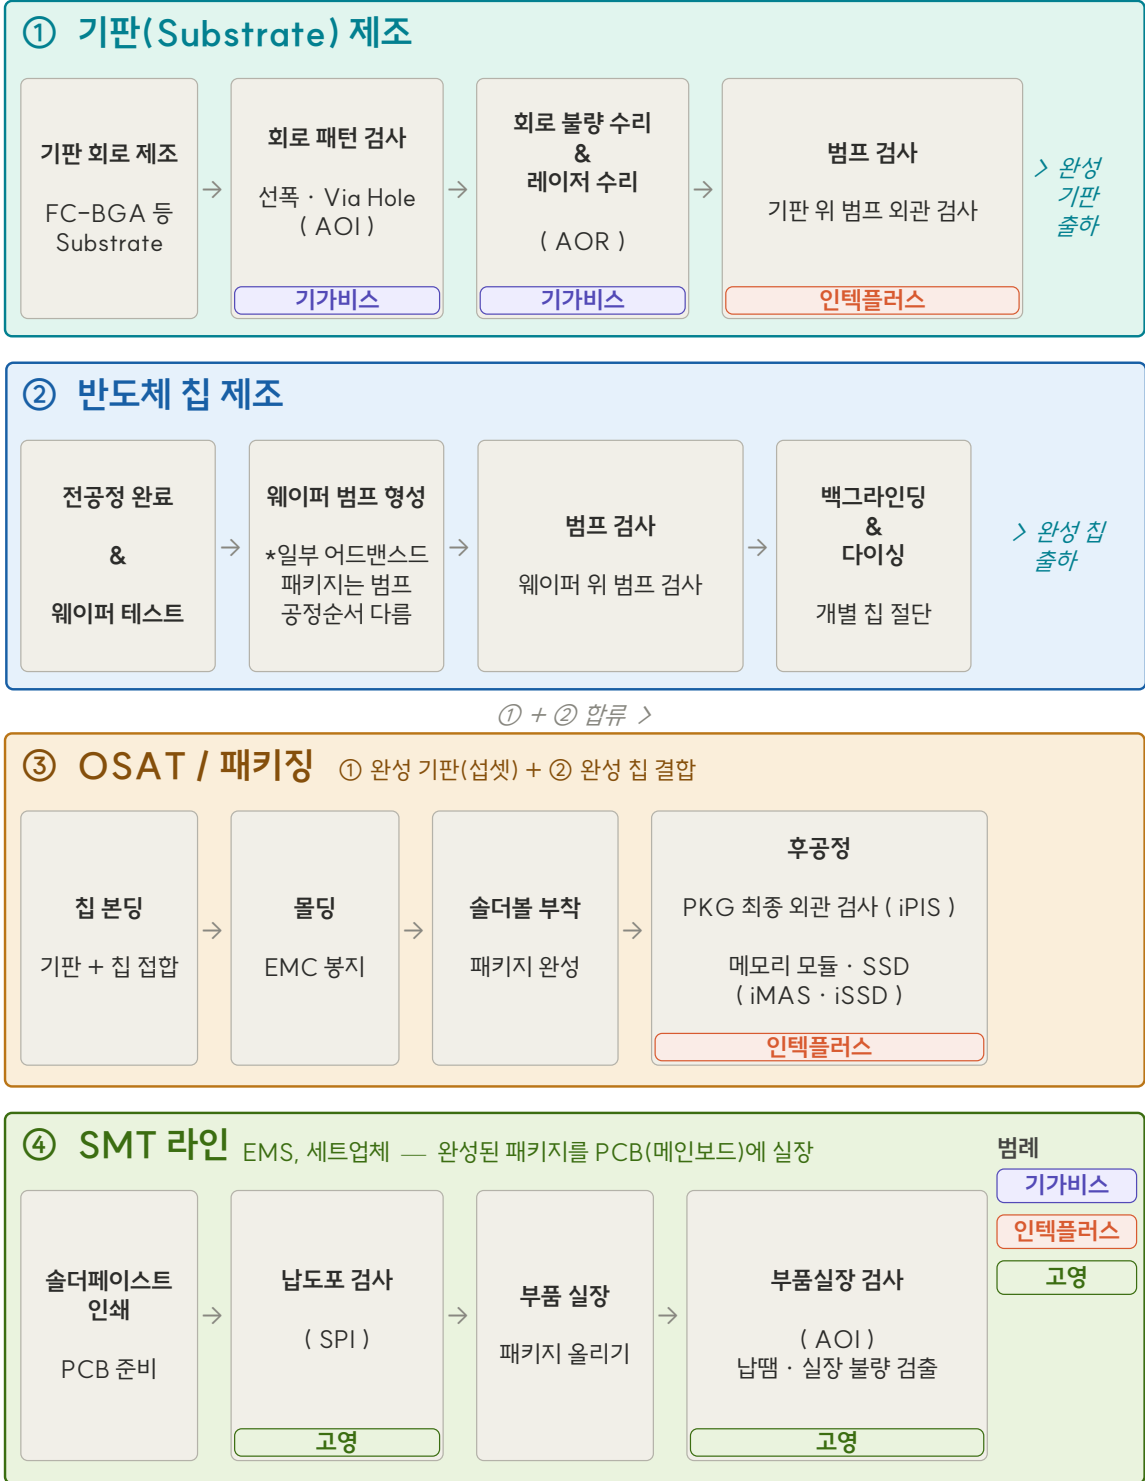 ① 기판(Substrate) 제조
기판 회로 제조
FC-BGA 등
Substrate
→
회로 패턴 검사
선폭 · Via Hole
( AOI )
기가비스
→
회로 불량 수리
&
레이저 수리
( AOR )
기가비스
→
범프 검사
기판 위 범프 외관 검사
인텍플러스
> 완성
기판
출하
② 반도체 칩 제조
전공정 완료
&
웨이퍼 테스트
→
웨이퍼 범프 형성
*일부 어드밴스드
패키지는 범프
공정순서 다름
→
범프 검사
웨이퍼 위 범프 검사
→
백그라인딩
&
다이싱
개별 칩 절단
> 완성 칩
출하
① + ② 합류 >
③ OSAT / 패키징 ① 완성 기판(섭셋) + ② 완성 칩 결합
칩 본딩
기판 + 칩 접합
→
몰딩
EMC 봉지
→
솔더볼 부착
패키지 완성
→
후공정
PKG 최종 외관 검사 ( iPIS )
메모리 모듈 · SSD
( iMAS · iSSD )
인텍플러스
④ SMT 라인 EMS, 세트업체 — 완성된 패키지를 PCB(메인보드)에 실장
솔더페이스트
인쇄
PCB 준비
→
납도포 검사
( SPI )
고영
→
부품 실장
패키지 올리기
→
부품실장 검사
( AOI )
납땜 · 실장 불량 검출
고영
범례
기가비스
인텍플러스
고영